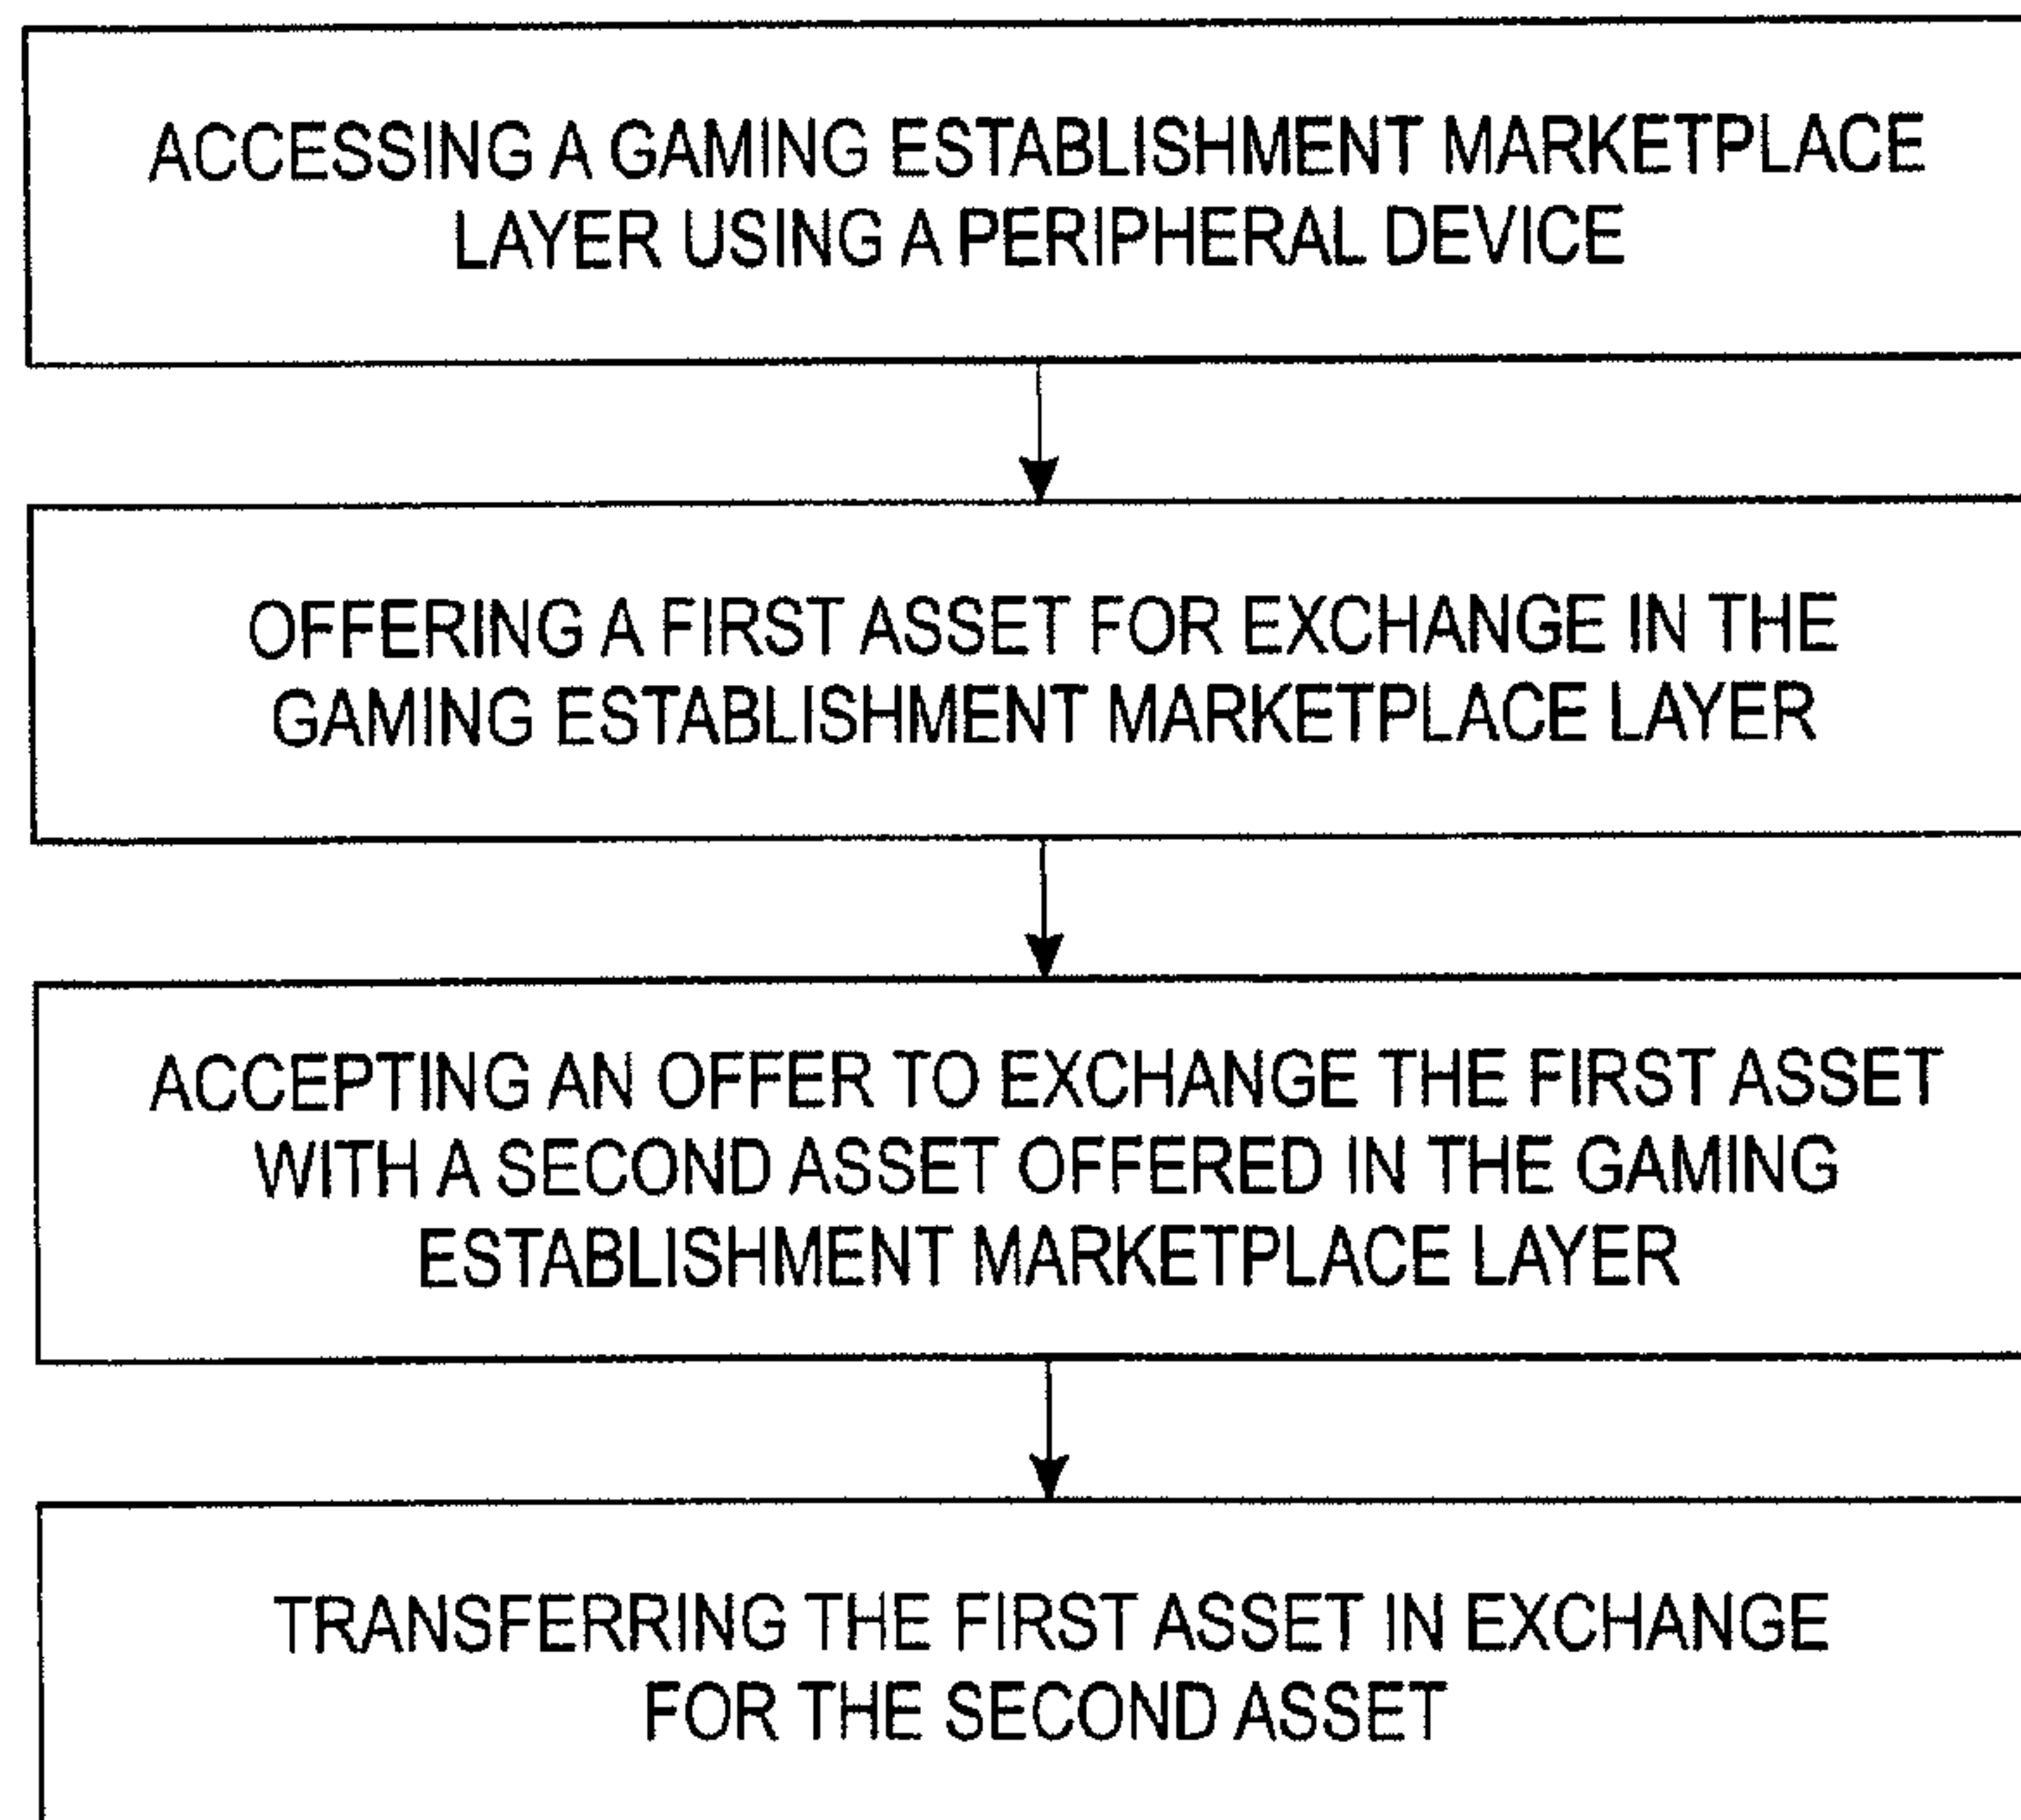 ACCESSING A GAMING ESTABLISHMENT MARKETPLACE
LAYER USING A PERIPHERAL DEVICE
OFFERING A FIRST ASSET FOR EXCHANGE IN THE
GAMING ESTABLISHMENT MARKETPLACE LAYER
ACCEPTING AN OFFER TO EXCHANGE THE FIRST ASSET
WITH A SECOND ASSET OFFERED IN THE GAMING
ESTABLISHMENT MARKETPLACE LAYER
TRANSFERRING THE FIRST ASSET IN EXCHANGE
FOR THE SECOND ASSET